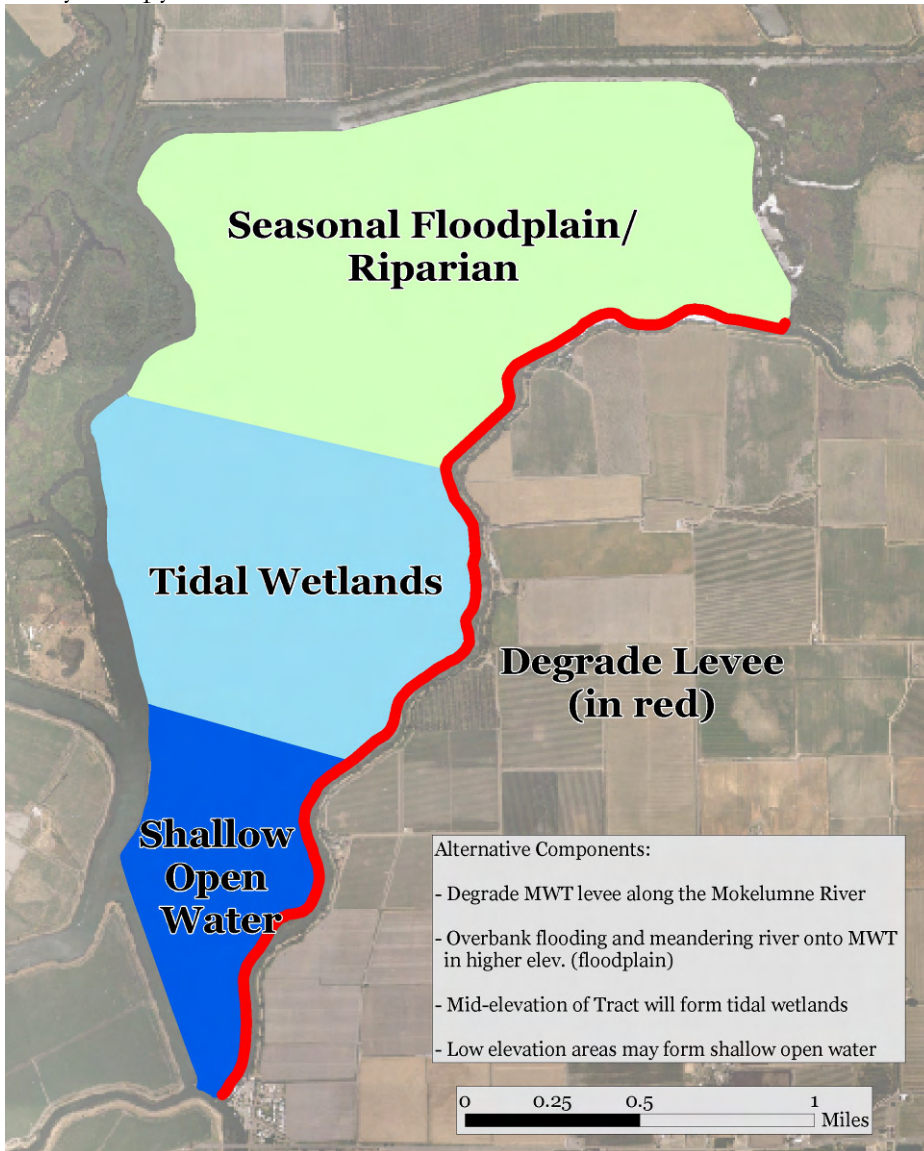 Seasonal Floodplain/
Riparian
Tidal Wetlands
Degrade Levee
(in red)
Shallow
Open
Water
Alternative Components:
- Degrade MWT levee along the Mokelumne River
- Overbank flooding and meandering river onto MWT
in higher elev. (floodplain)
- Mid-elevation of Tract will form tidal wetlands
- Low elevation areas may form shallow open water
0 0.25 0.5 1
Miles